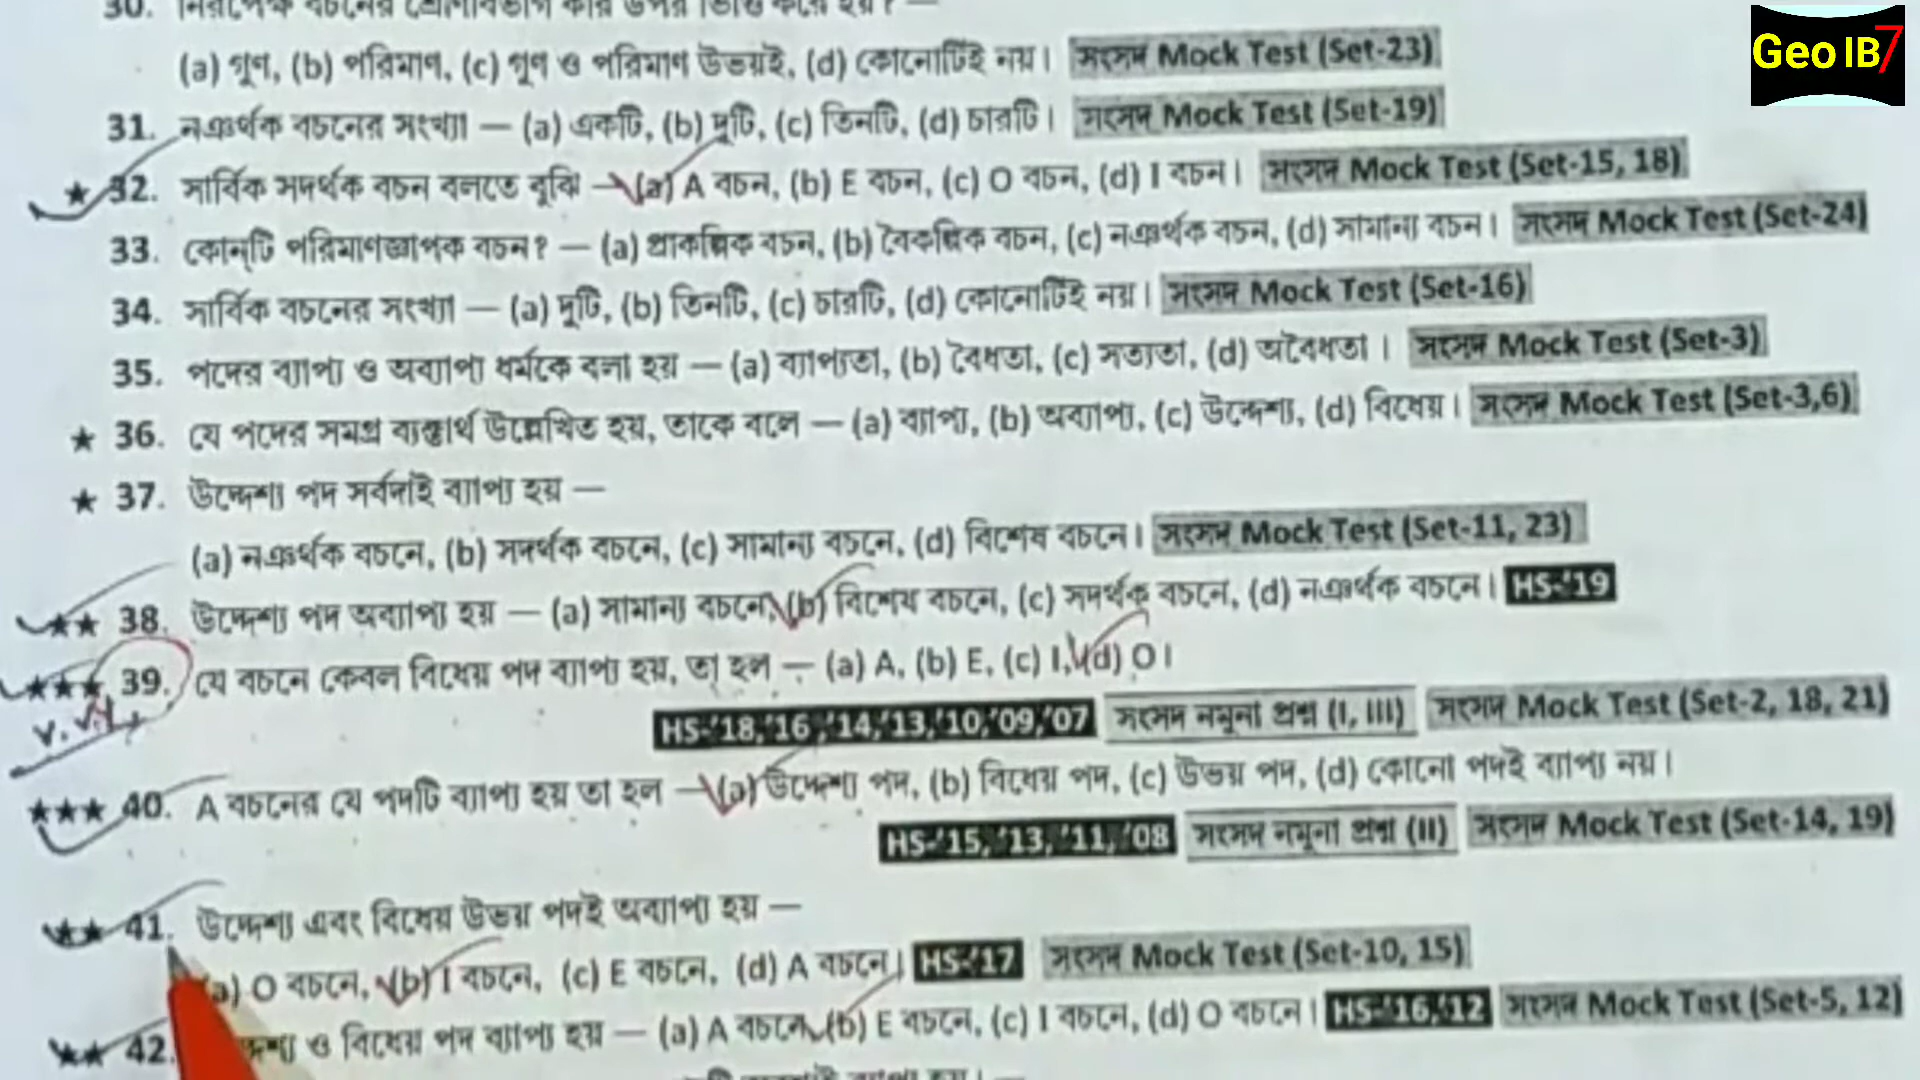 Geo IB7
30. নিরপেক্ষ বচনের শ্রেণিবিভাগ কার উপর ভিত্তি করে হয়? —
(a) গুণ, (b) পরিমাণ, (c) গুণ ও পরিমাণ উভয়ই, (d) কোনোটিই নয়। সংসদ Mock Test (Set-23)
31. নঞর্থক বচনের সংখ্যা — (a) একটি, (b) দুটি, (c) তিনটি, (d) চারটি। সংসদ Mock Test (Set-19)
★ 32. সার্বিক সদর্থক বচন বলতে বুঝি — (a) A বচন, (b) E বচন, (c) O বচন, (d) I বচন। সংসদ Mock Test (Set-15, 18)
33. কোন্‌টি পরিমাণজ্ঞাপক বচন? — (a) প্রাকল্পিক বচন, (b) বৈকল্পিক বচন, (c) নঞর্থক বচন, (d) সামান্য বচন। সংসদ Mock Test (Set-24)
34. সার্বিক বচনের সংখ্যা — (a) দুটি, (b) তিনটি, (c) চারটি, (d) কোনোটিই নয়। সংসদ Mock Test (Set-16)
35. পদের ব্যাপ্য ও অব্যাপ্য ধর্মকে বলা হয় — (a) ব্যাপ্যতা, (b) বৈধতা, (c) সত্যতা, (d) অবৈধতা। সংসদ Mock Test (Set-3)
★ 36. যে পদের সমগ্র ব্যক্ত্যর্থ উল্লেখিত হয়, তাকে বলে — (a) ব্যাপ্য, (b) অব্যাপ্য, (c) উদ্দেশ্য, (d) বিধেয়। সংসদ Mock Test (Set-3,6)
★ 37. উদ্দেশ্য পদ সর্বদাই ব্যাপ্য হয় —
(a) নঞর্থক বচনে, (b) সদর্থক বচনে, (c) সামান্য বচনে, (d) বিশেষ বচনে। সংসদ Mock Test (Set-11, 23)
★★ 38. উদ্দেশ্য পদ অব্যাপ্য হয় — (a) সামান্য বচনে, (b) বিশেষ বচনে, (c) সদর্থক বচনে, (d) নঞর্থক বচনে। HS-'19
★★★ 39. যে বচনে কেবল বিধেয় পদ ব্যাপ্য হয়, তা হল — (a) A, (b) E, (c) I, (d) O।
HS-'18,'16,'14,'13,'10,'09,'07 সংসদ নমুনা প্রশ্ন (I, III) সংসদ Mock Test (Set-2, 18, 21)
★★★ 40. A বচনের যে পদটি ব্যাপ্য হয় তা হল — (a) উদ্দেশ্য পদ, (b) বিধেয় পদ, (c) উভয় পদ, (d) কোনো পদই ব্যাপ্য নয়।
HS-'15, '13, '11, '08 সংসদ নমুনা প্রশ্ন (II) সংসদ Mock Test (Set-14, 19)
★★ 41. উদ্দেশ্য এবং বিধেয় উভয় পদই অব্যাপ্য হয় —
a) O বচনে, (b) I বচনে, (c) E বচনে, (d) A বচনে। HS-'17 সংসদ Mock Test (Set-10, 15)
★★ 42. ও বিধেয় পদ ব্যাপ্য হয় — (a) A বচনে, (b) E বচনে, (c) I বচনে, (d) O বচনে। HS-'16,'12 সংসদ Mock Test (Set-5, 12)